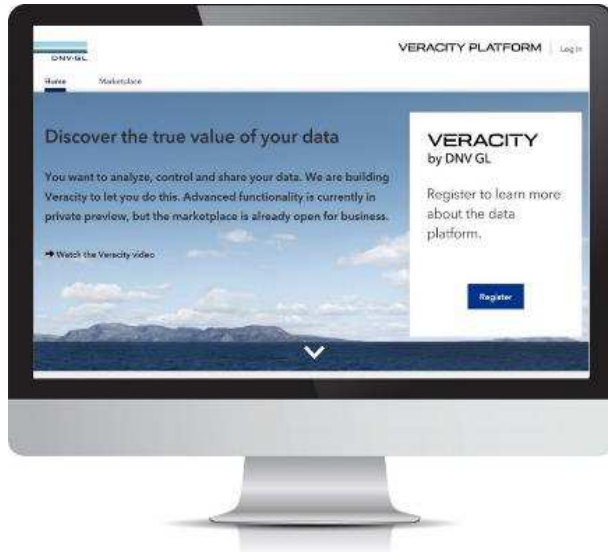 DNV·GL
VERACITY PLATFORM
Log in
Home
Marketplace
Discover the true value of your data
You want to analyze, control and share your data. We are building
Veracity to let you do this. Advanced functionality is currently in
private preview, but the marketplace is already open for business.
Watch the Veracity video
VERACITY
by DNV GL
Register to learn more
about the data
platform.
Register